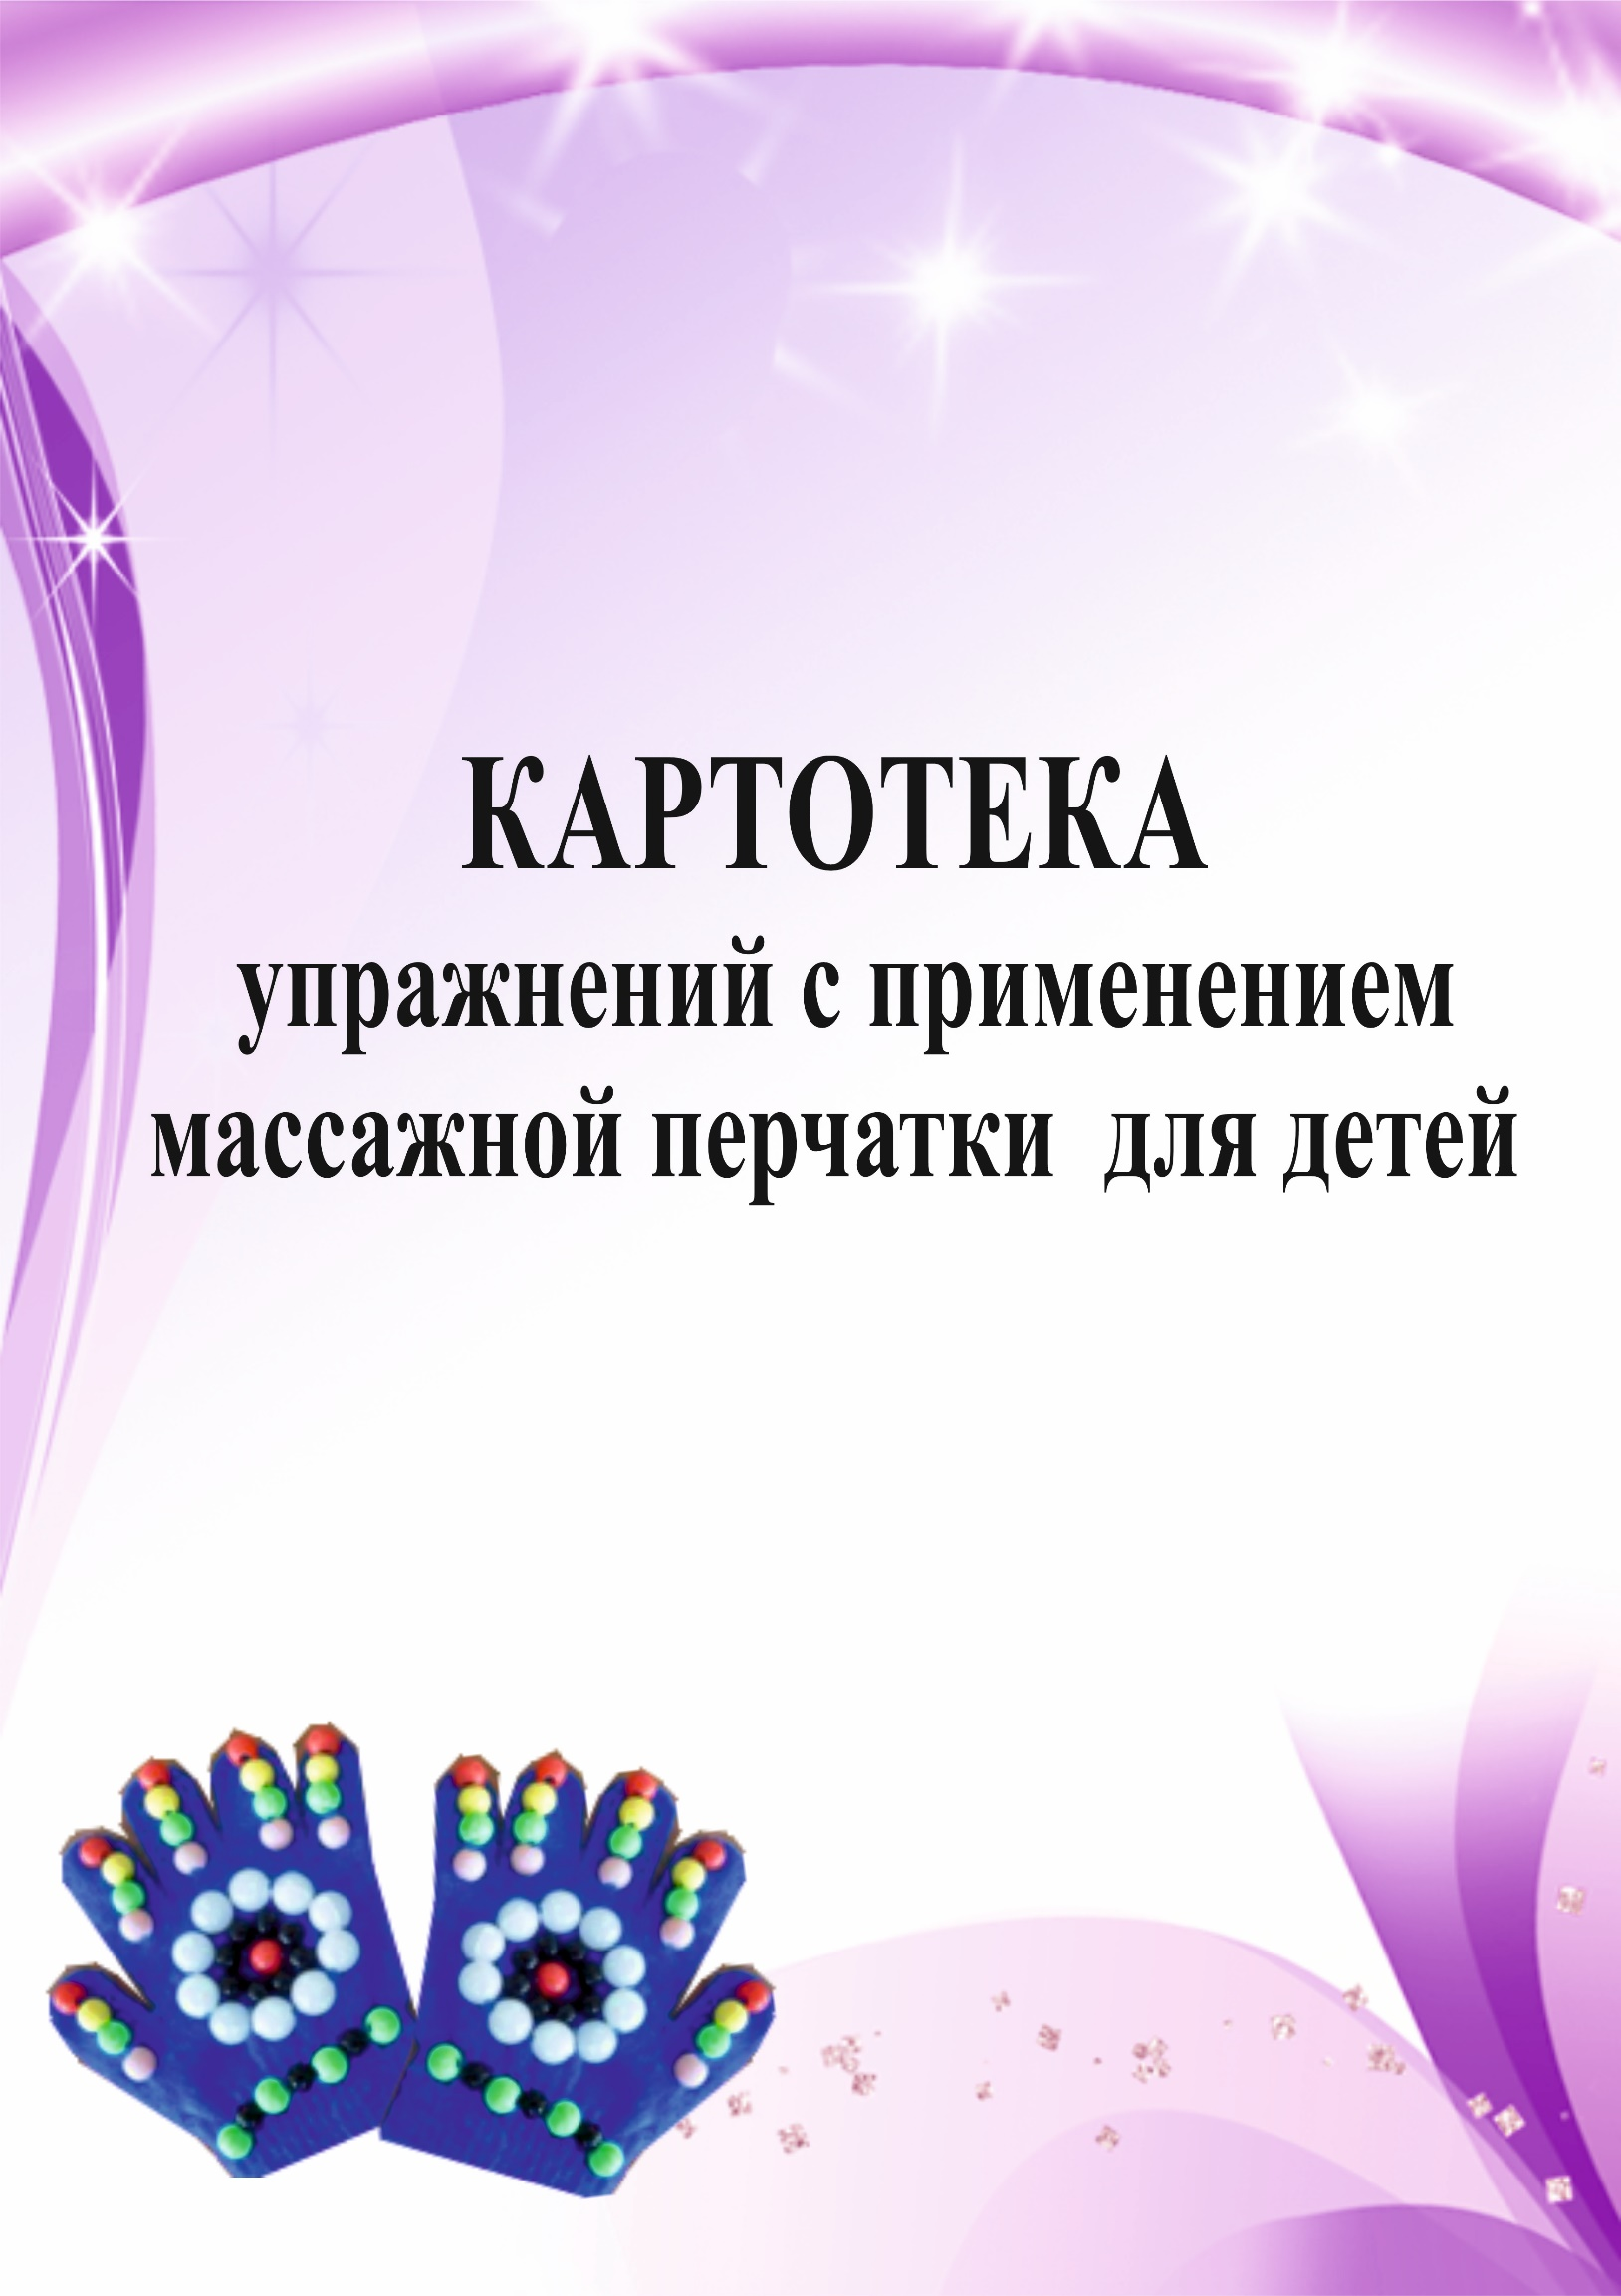 КАРТОТЕКА
упражнений с применением
массажной перчатки для детей